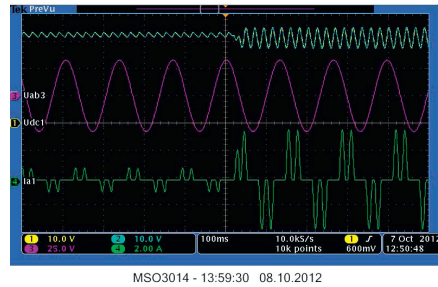 Tek PreVu
Uab3
Udc1
Ia1
1 10.0 V 2 10.0 V 100ms 10.0kS/s 1 7 Oct 2012
3 25.0 V 4 2.00 A 10k points 600mV 12:50:48
MSO3014 - 13:59:30 08.10.2012